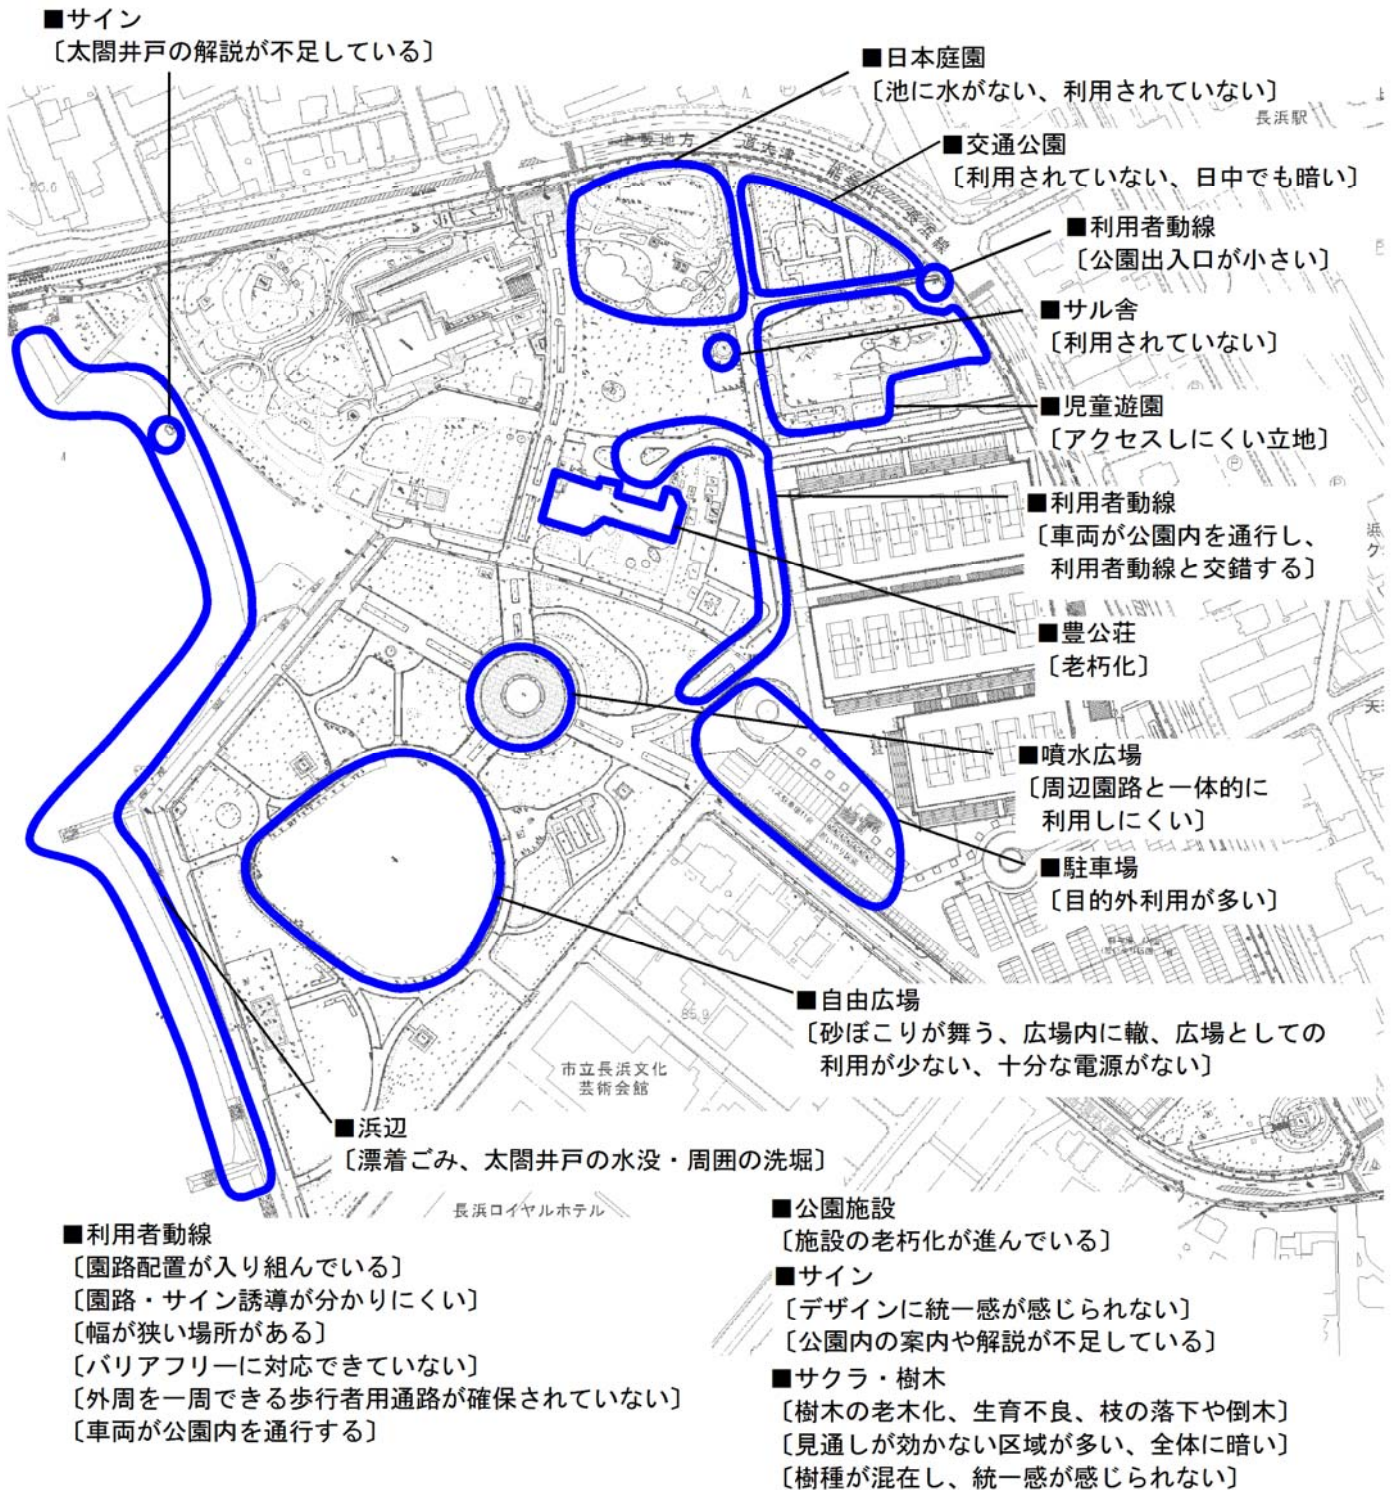 ■サイン
〔太閤井戸の解説が不足している〕
■日本庭園
〔池に水がない、利用されていない〕
長浜駅
■交通公園
〔利用されていない、日中でも暗い〕
■利用者動線
〔公園出入口が小さい〕
■サル舎
〔利用されていない〕
■児童遊園
〔アクセスしにくい立地〕
■利用者動線
〔車両が公園内を通行し、
利用者動線と交錯する〕
■豊公荘
〔老朽化〕
■噴水広場
〔周辺園路と一体的に
利用しにくい〕
■駐車場
〔目的外利用が多い〕
■自由広場
〔砂ぼこりが舞う、広場内に轍、広場としての
利用が少ない、十分な電源がない〕
市立長浜文化
芸術会館
■浜辺
〔漂着ごみ、太閤井戸の水没・周囲の洗堀〕
長浜ロイヤルホテル
■利用者動線
〔園路配置が入り組んでいる〕
〔園路・サイン誘導が分かりにくい〕
〔幅が狭い場所がある〕
〔バリアフリーに対応できていない〕
〔外周を一周できる歩行者用通路が確保されていない〕
〔車両が公園内を通行する〕
■公園施設
〔施設の老朽化が進んでいる〕
■サイン
〔デザインに統一感が感じられない〕
〔公園内の案内や解説が不足している〕
■サクラ・樹木
〔樹木の老木化、生育不良、枝の落下や倒木〕
〔見通しが効かない区域が多い、全体に暗い〕
〔樹種が混在し、統一感が感じられない〕